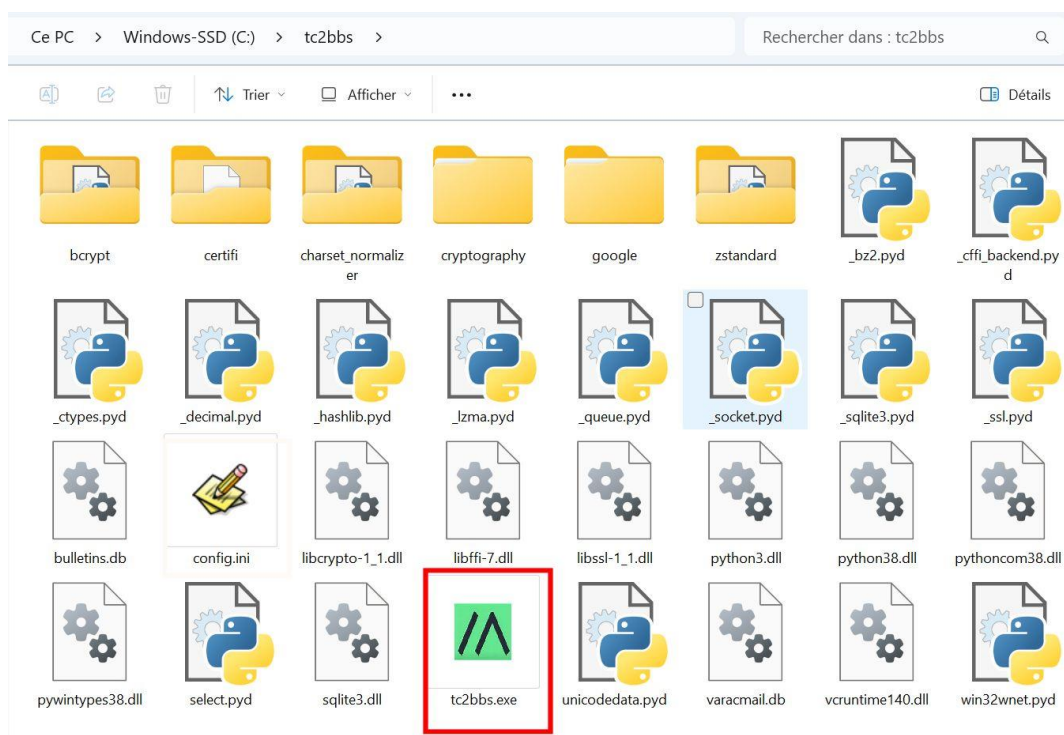 Ce PC > Windows-SSD (C:) > tc2bbs >
Rechercher dans : tc2bbs
Trier
Afficher
Détails
bcrypt
certifi
charset_normaliz
er
cryptography
google
zstandard
_bz2.pyd
_cffi_backend.py
d
_ctypes.pyd
_decimal.pyd
_hashlib.pyd
_lzma.pyd
_queue.pyd
_socket.pyd
_sqlite3.pyd
_ssl.pyd
bulletins.db
config.ini
libcrypto-1_1.dll
libffi-7.dll
libssl-1_1.dll
python3.dll
python38.dll
pythoncom38.dll
pywintypes38.dll
select.pyd
sqlite3.dll
tc2bbs.exe
unicodedata.pyd
varacmail.db
vcruntime140.dll
win32wnet.pyd